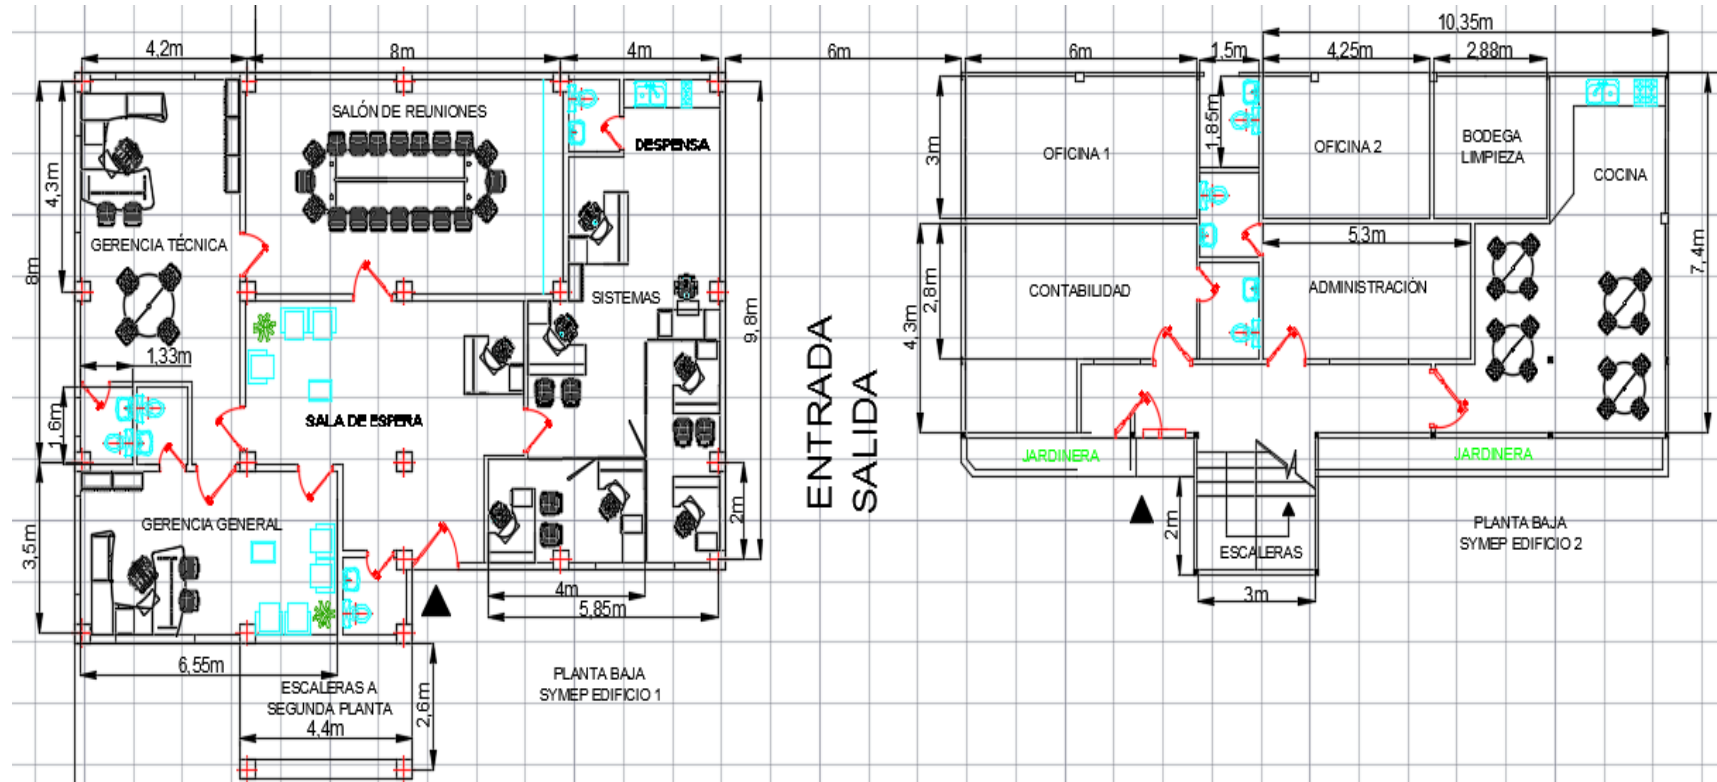 10,35m
4,2m
8m
4m
6m
6m
1,5m
4,25m
2,88m
SALÓN DE REUNIONES
DESPENSA
1,85m
OFICINA 1
OFICINA 2
BODEGA
LIMPIEZA
COCINA
3m
4,3m
GERENCIA TÉCNICA
8m
SISTEMAS
9,8m
5,3m
7,4m
CONTABILIDAD
2,8m
4,3m
ADMINISTRACIÓN
1,33m
1,6m
SALA DE ESPERA
ENTRADA
SALIDA
JARDINERA
JARDINERA
GERENCIA GENERAL
3,5m
2m
2m
ESCALERAS
PLANTA BAJA
SYMEP EDIFICIO 2
4m
5,85m
3m
6,55m
ESCALERAS A
SEGUNDA PLANTA
4,4m
2,6m
PLANTA BAJA
SYMEP EDIFICIO 1